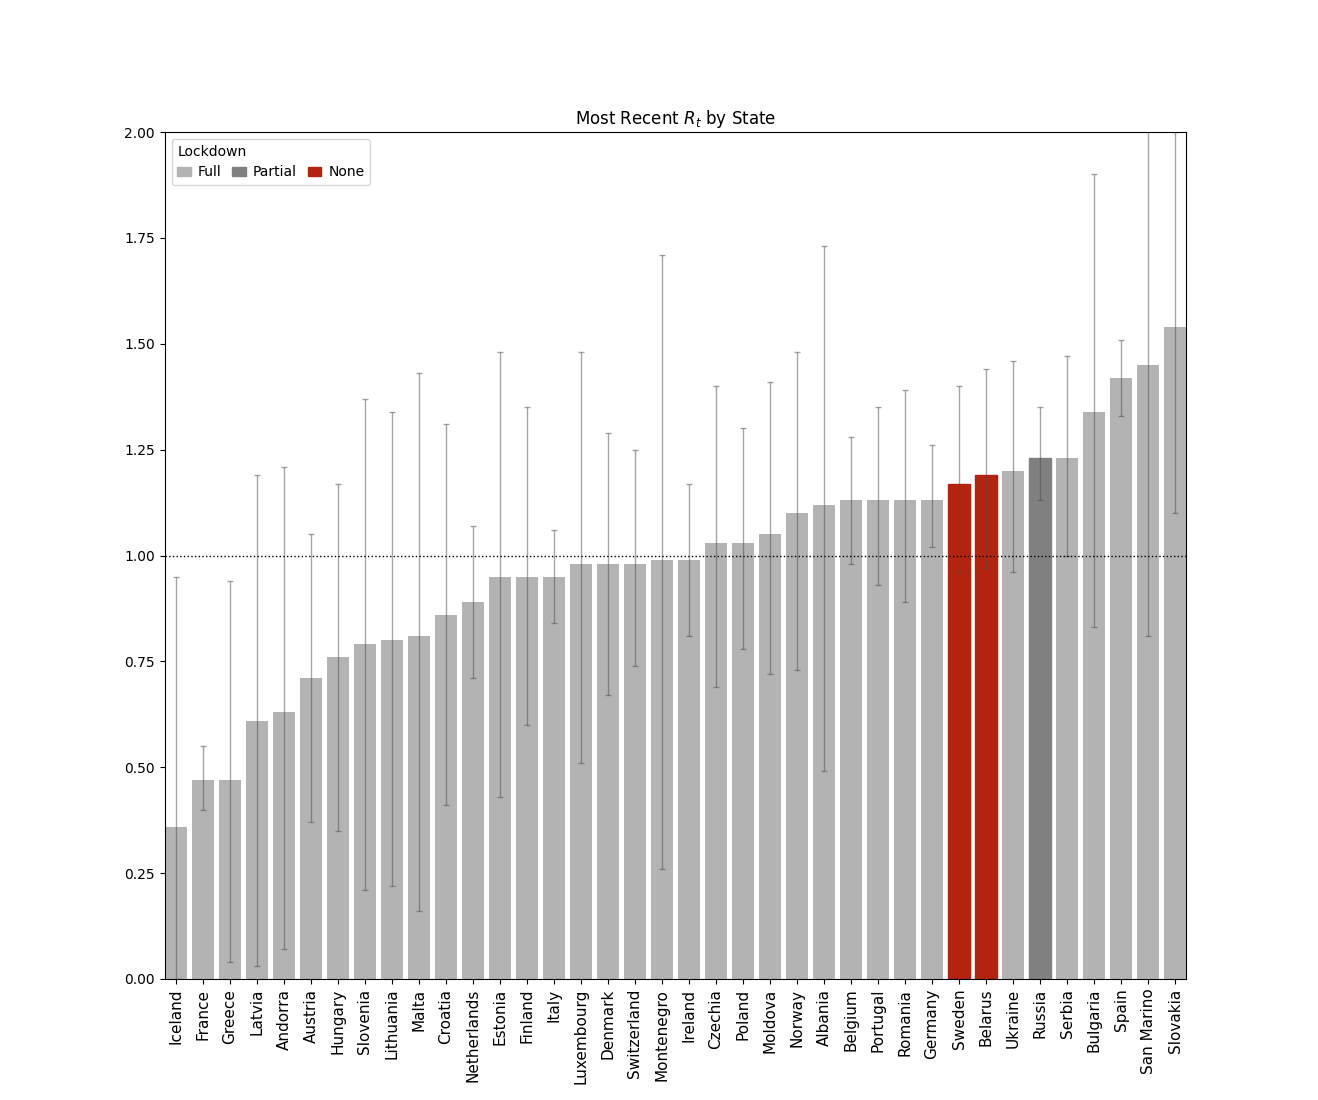 Most Recent R_t by State
Lockdown
Full Partial None
2.00
1.75
1.50
1.25
1.00
0.75
0.50
0.25
0.00
Iceland
France
Greece
Latvia
Andorra
Austria
Hungary
Slovenia
Lithuania
Malta
Croatia
Netherlands
Estonia
Finland
Italy
Luxembourg
Denmark
Switzerland
Montenegro
Ireland
Czechia
Poland
Moldova
Norway
Albania
Belgium
Portugal
Romania
Germany
Sweden
Belarus
Ukraine
Russia
Serbia
Bulgaria
Spain
San Marino
Slovakia